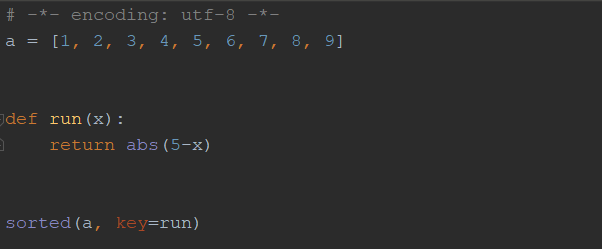 # -*- encoding: utf-8 -*-
a = [1, 2, 3, 4, 5, 6, 7, 8, 9]
def run(x):
    return abs(5-x)
sorted(a, key=run)